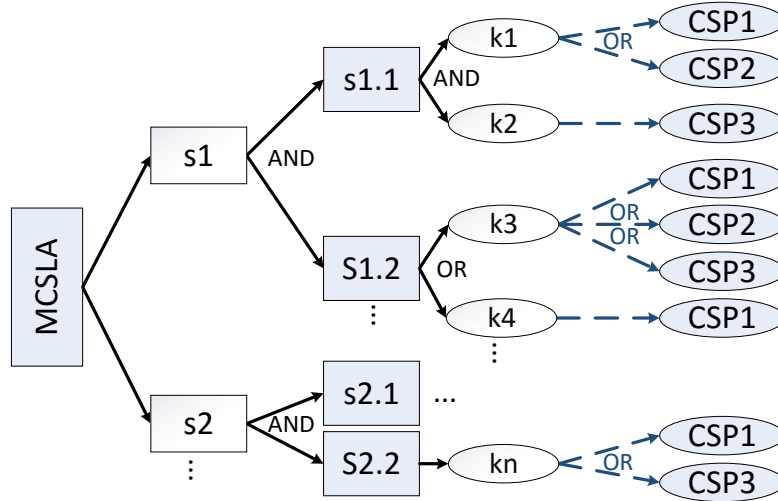 MCSLA
s1
AND
s1.1
AND
k1
OR
CSP1
CSP2
k2
CSP3
S1.2
⋮
OR
k3
OR
OR
CSP1
CSP2
CSP3
k4
⋮
CSP1
s2
⋮
AND
s2.1
...
S2.2
kn
OR
CSP1
CSP3